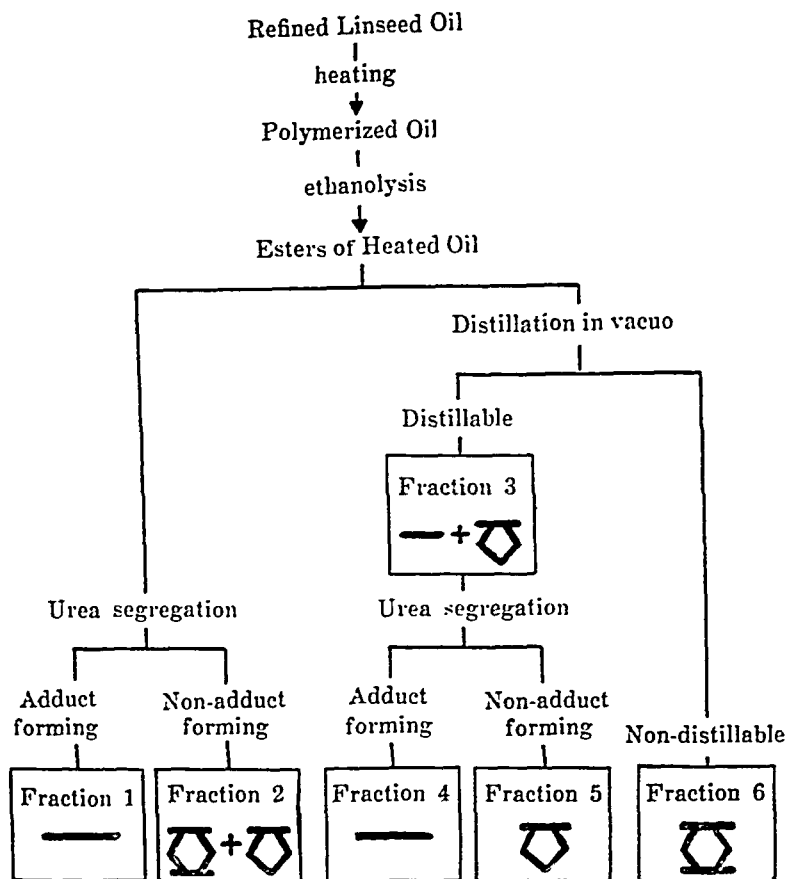 Refined Linseed Oil
heating
Polymerized Oil
ethanolysis
Esters of Heated Oil
Distillation in vacuo
Distillable
Fraction 3
+
Urea segregation
Urea segregation
Adduct
forming
Non-adduct
forming
Adduct
forming
Non-adduct
forming
Non-distillable
Fraction 1
Fraction 2
+
Fraction 4
Fraction 5
Fraction 6